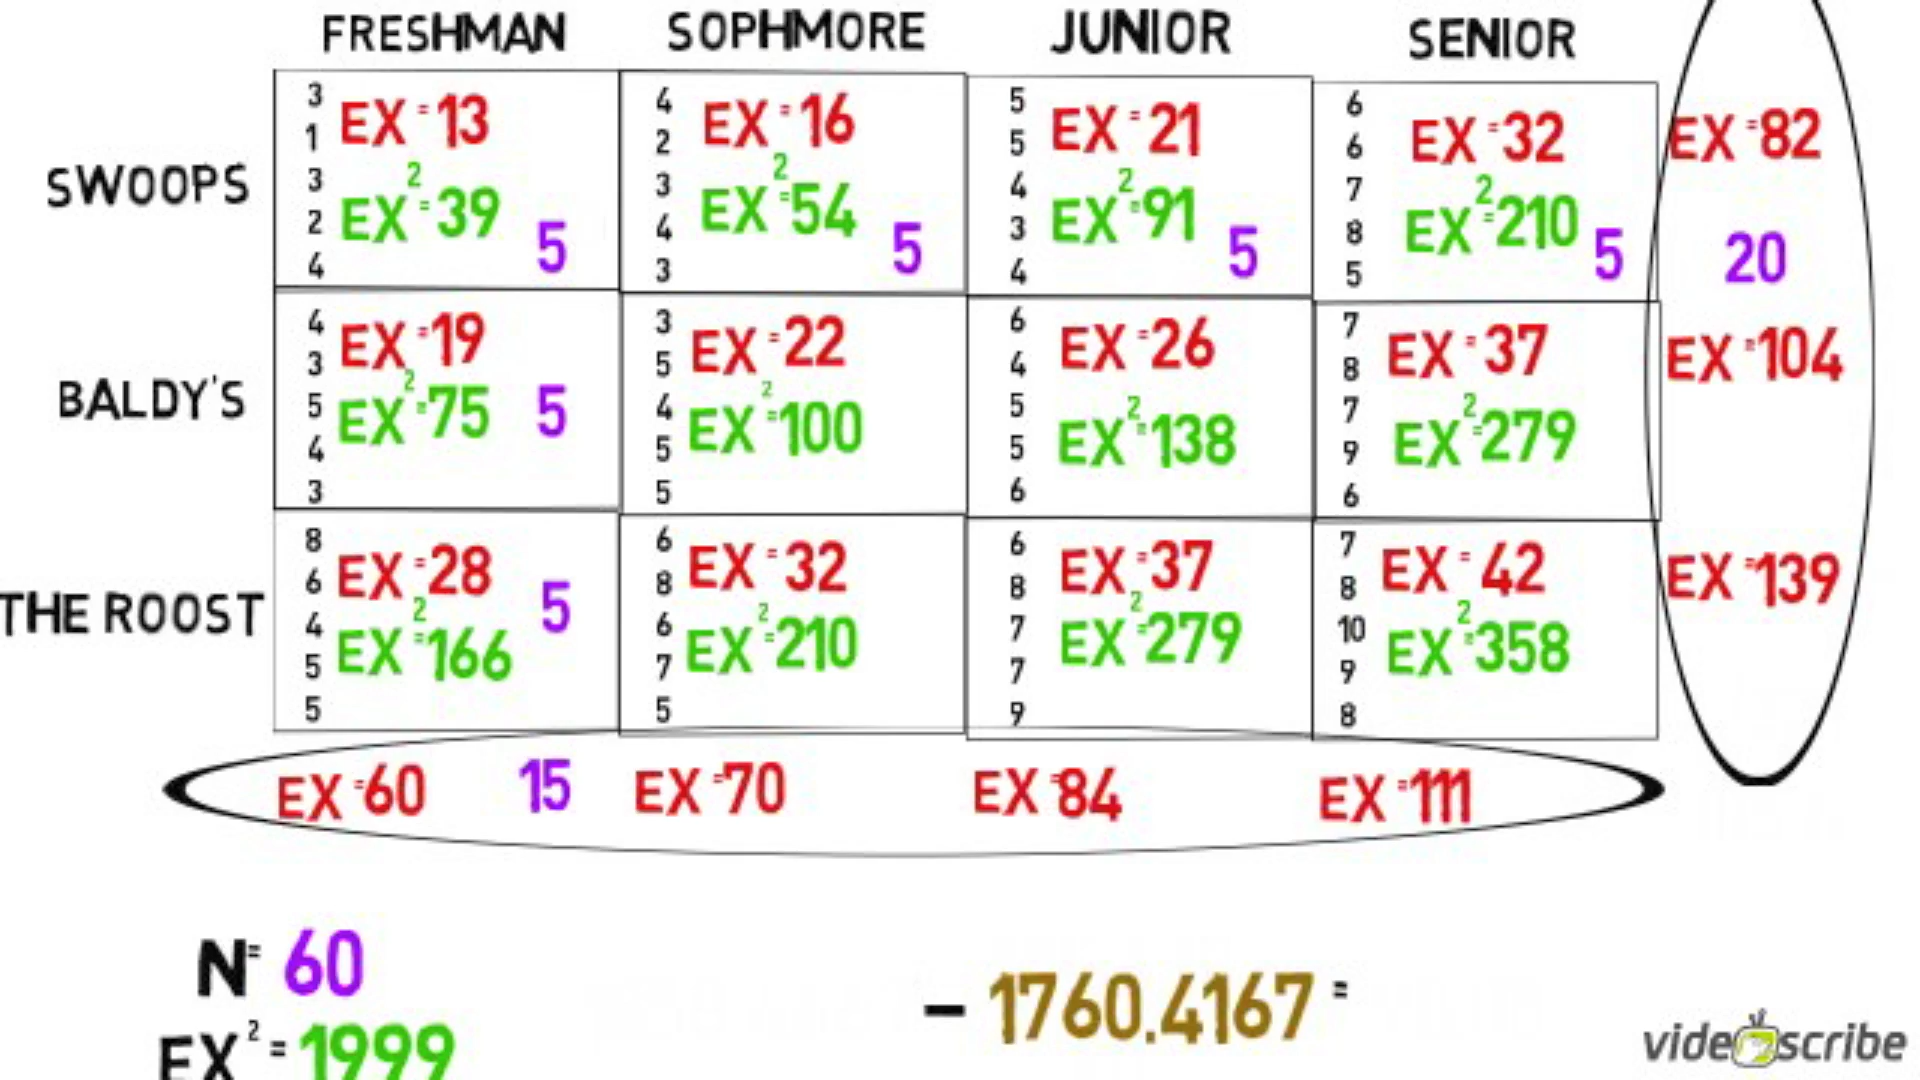 FRESHMAN SOPHMORE JUNIOR SENIOR
SWOOPS
3
1
3
2
4
EX=13
EX²=39
5
4
2
3
4
3
EX=16
EX²=54
5
5
5
4
3
4
EX=21
EX²=91
5
6
6
7
8
5
EX=32
EX²=210
5
EX=82
20
BALDY'S
4
3
5
4
3
EX=19
EX²=75
5
3
5
4
5
5
EX=22
EX²=100
6
4
5
5
6
EX=26
EX²=138
7
8
7
9
6
EX=37
EX²=279
EX=104
THE ROOST
8
6
4
5
5
EX=28
EX²=166
5
6
8
6
7
5
EX=32
EX²=210
6
8
7
7
9
EX=37
EX²=279
7
8
10
9
8
EX=42
EX²=358
EX=139
EX=60 15 EX=70 EX=84 EX=111
N= 60
EX²=1999
- 1760.4167 =
videoscribe